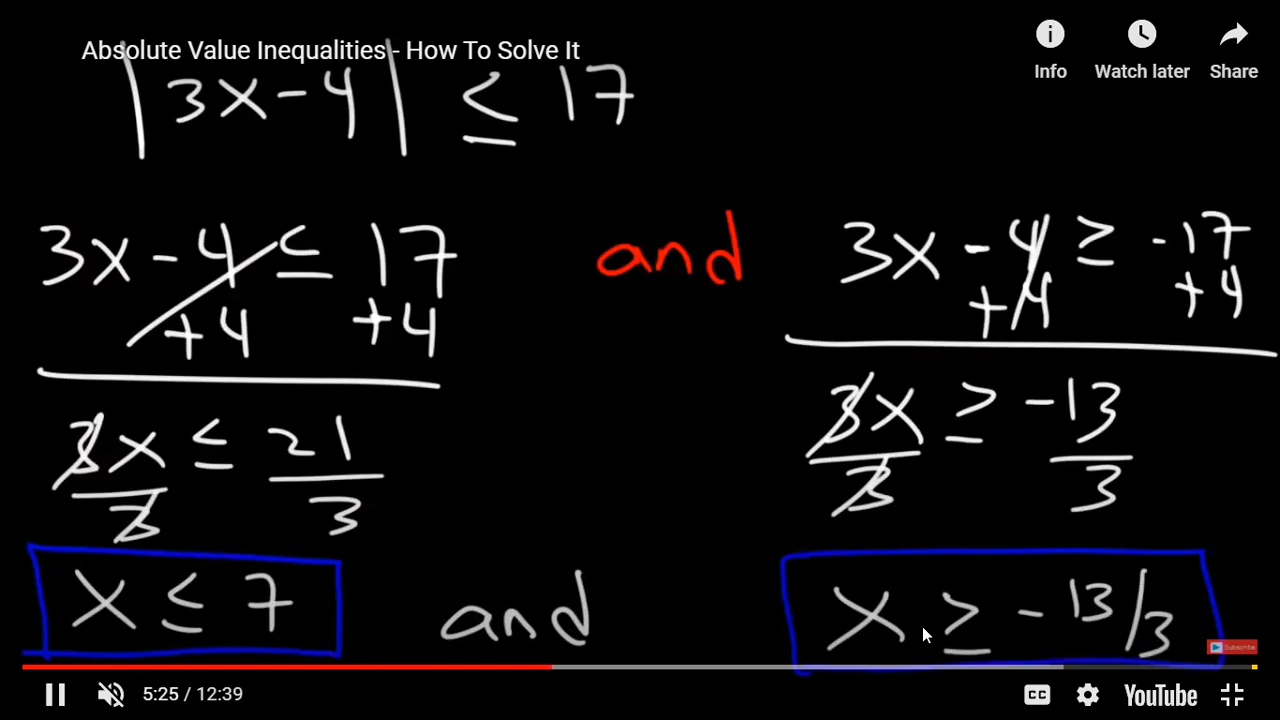 Absolute Value Inequalities - How To Solve It
Info
Watch later
Share
|3x-4| ≤ 17
3x - 4 ≤ 17 and 3x - 4 ≥ -17
+4 +4 +4 +4
3x ≤ 21 3x ≥ -13
3 3 3 3
x ≤ 7 and x ≥ -13/3
Subscribe
5:25 / 12:39
CC
YouTube